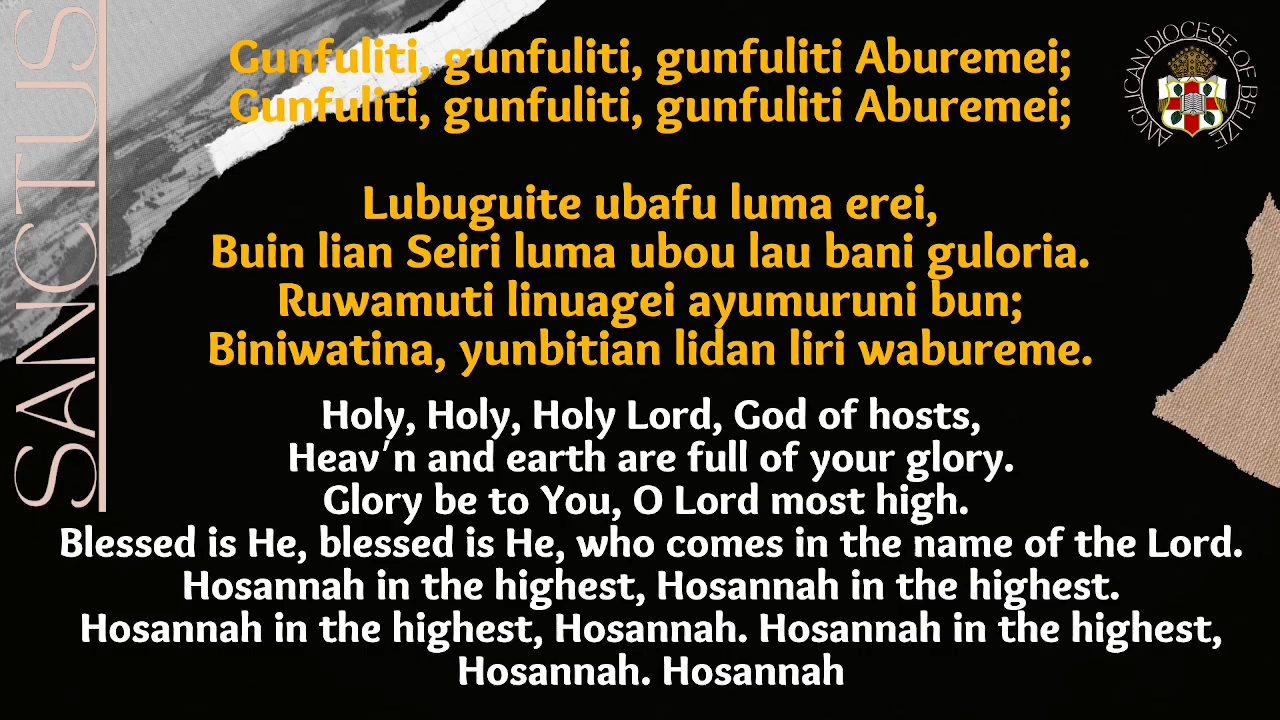 SANCTUS
Gunfuliti, gunfuliti, gunfuliti Aburemei;
Gunfuliti, gunfuliti, gunfuliti Aburemei;
Lubuguite ubafu luma erei,
Buin lian Seiri luma ubou lau bani guloria.
Ruwamuti linuagei ayumuruni bun;
Biniwatina, yunbitian lidan liri wabureme.
Holy, Holy, Holy Lord, God of hosts,
Heav'n and earth are full of your glory.
Glory be to You, O Lord most high.
Blessed is He, blessed is He, who comes in the name of the Lord.
Hosannah in the highest, Hosannah in the highest.
Hosannah in the highest, Hosannah. Hosannah in the highest,
Hosannah. Hosannah
ANGLICAN DIOCESE OF BELIZE